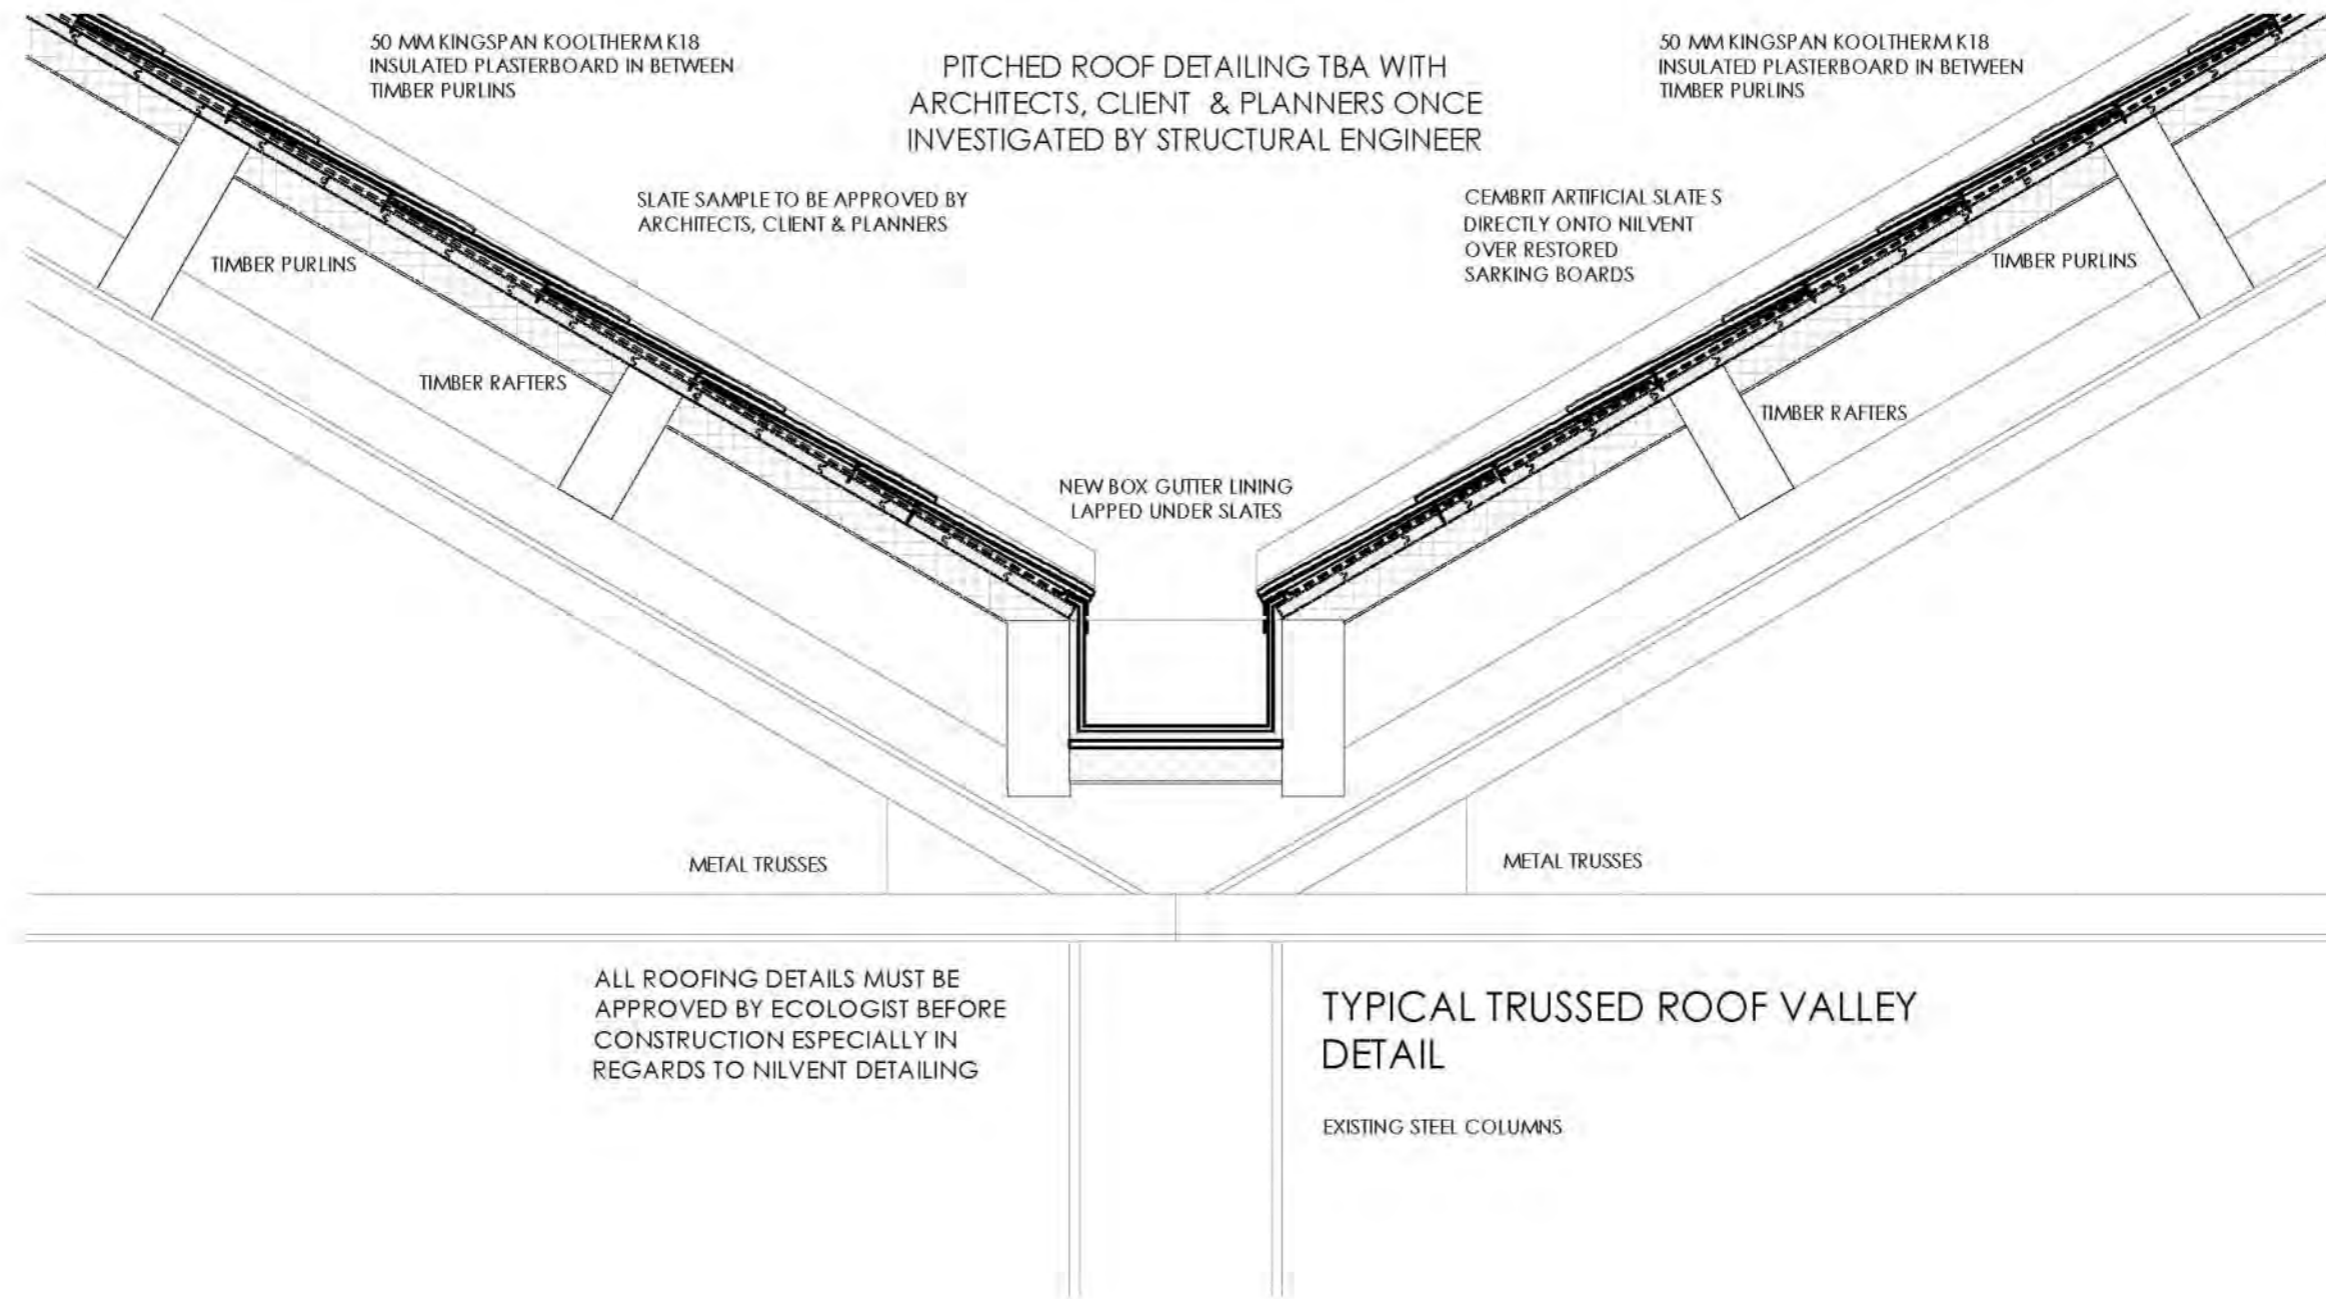 50 MM KINGSPAN KOOLTHERM K18
INSULATED PLASTERBOARD IN BETWEEN
TIMBER PURLINS
PITCHED ROOF DETAILING TBA WITH
ARCHITECTS, CLIENT & PLANNERS ONCE
INVESTIGATED BY STRUCTURAL ENGINEER
50 MM KINGSPAN KOOLTHERM K18
INSULATED PLASTERBOARD IN BETWEEN
TIMBER PURLINS
SLATE SAMPLE TO BE APPROVED BY
ARCHITECTS, CLIENT & PLANNERS
CEMBRIT ARTIFICIAL SLATE S
DIRECTLY ONTO NILVENT
OVER RESTORED
SARKING BOARDS
TIMBER PURLINS
TIMBER PURLINS
TIMBER RAFTERS
TIMBER RAFTERS
NEW BOX GUTTER LINING
LAPPED UNDER SLATES
METAL TRUSSES
METAL TRUSSES
ALL ROOFING DETAILS MUST BE
APPROVED BY ECOLOGIST BEFORE
CONSTRUCTION ESPECIALLY IN
REGARDS TO NILVENT DETAILING
TYPICAL TRUSSED ROOF VALLEY
DETAIL
EXISTING STEEL COLUMNS